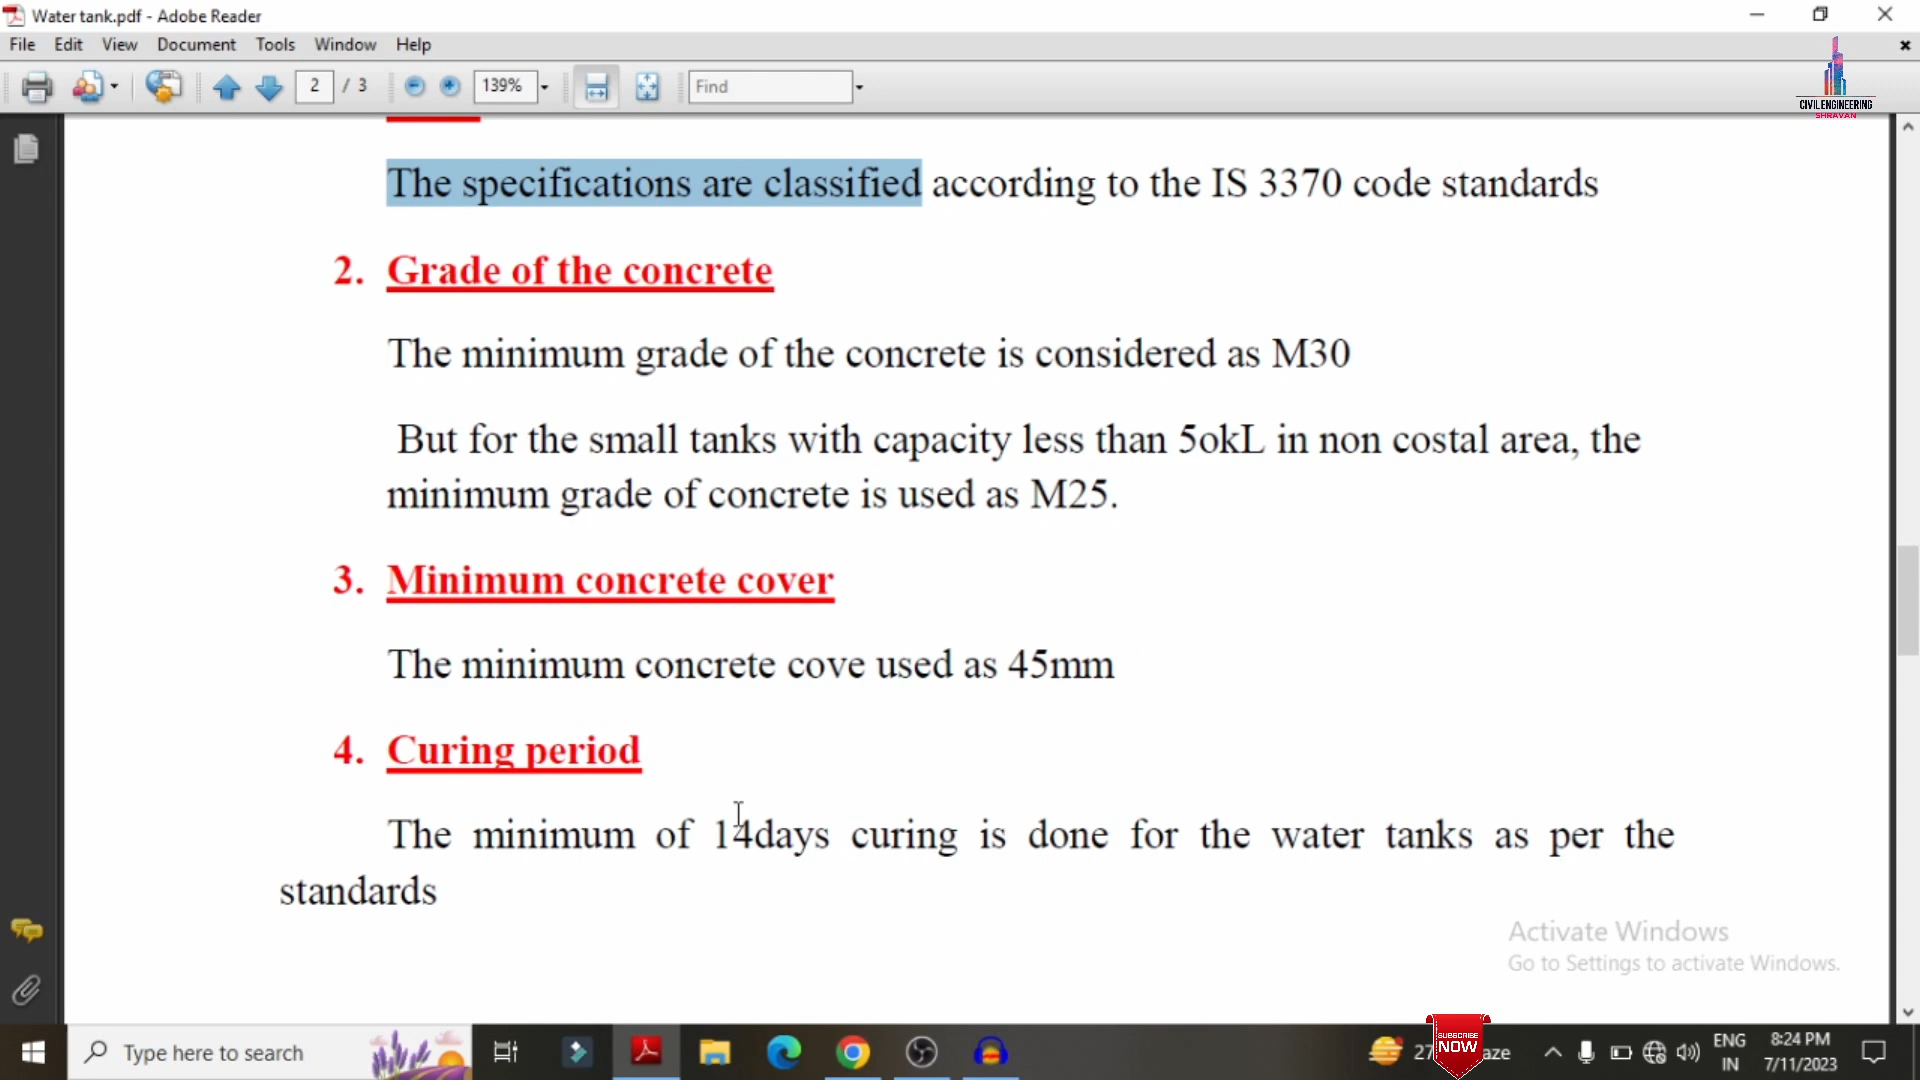 Water tank.pdf - Adobe Reader
File Edit View Document Tools Window Help
2 / 3 139% Find
CIVIL ENGINEERING
SHRAVAN
The specifications are classified according to the IS 3370 code standards
2. Grade of the concrete
The minimum grade of the concrete is considered as M30
But for the small tanks with capacity less than 5okL in non costal area, the
minimum grade of concrete is used as M25.
3. Minimum concrete cover
The minimum concrete cove used as 45mm
4. Curing period
The minimum of 14days curing is done for the water tanks as per the
standards
Activate Windows
Go to Settings to activate Windows.
Type here to search
SUBSCRIBE
NOW
ENG
IN
8:24 PM
7/11/2023